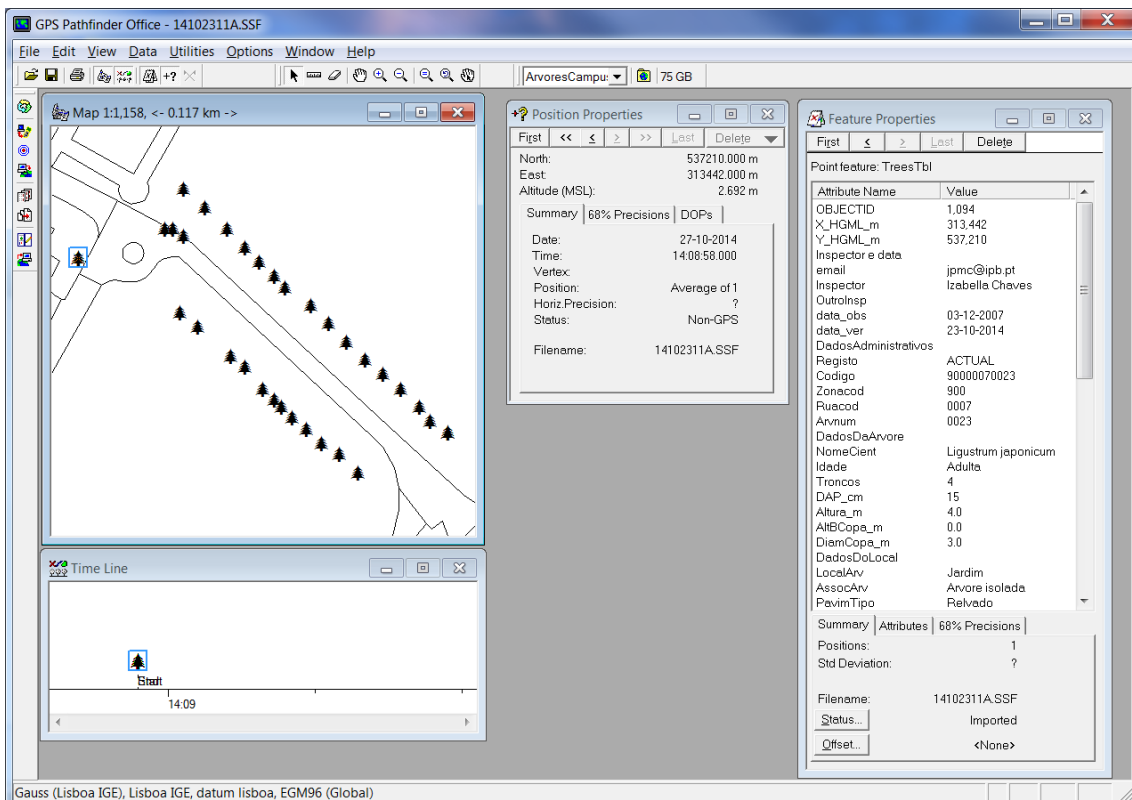 GPS Pathfinder Office - 14102311A.SSF
File Edit View Data Utilities Options Window Help
+? ArvoresCampu: 75 GB
Map 1:1,158, <- 0.117 km ->
Position Properties
First << < > >> Last Delete
North: 537210.000 m
East: 313442.000 m
Altitude (MSL): 2.692 m
Summary 68% Precisions DOPs
Date: 27-10-2014
Time: 14:08:58.000
Vertex:
Position: Average of 1
Horiz.Precision: ?
Status: Non-GPS
Filename: 14102311A.SSF
Feature Properties
First < > Last Delete
Point feature: TreesTbl
Attribute Name Value
OBJECTID 1,094
X_HGML_m 313,442
Y_HGML_m 537,210
Inspector e data
email jpmc@ipb.pt
Inspector Izabella Chaves
OutroInsp
data_obs 03-12-2007
data_ver 23-10-2014
DadosAdministrativos
Registo ACTUAL
Codigo 90000070023
Zonacod 900
Ruacod 0007
Arvnum 0023
DadosDaArvore
NomeCient Ligustrum japonicum
Idade Adulta
Troncos 4
DAP_cm 15
Altura_m 4.0
AltBCopa_m 0.0
DiamCopa_m 3.0
DadosDoLocal
LocalArv Jardim
AssocArv Arvore isolada
PavimTipo Relvado
Summary Attributes 68% Precisions
Positions: 1
Std Deviation: ?
Filename: 14102311A.SSF
Status... Imported
Offset... <None>
Time Line
14:09
Gauss (Lisboa IGE), Lisboa IGE, datum lisboa, EGM96 (Global)